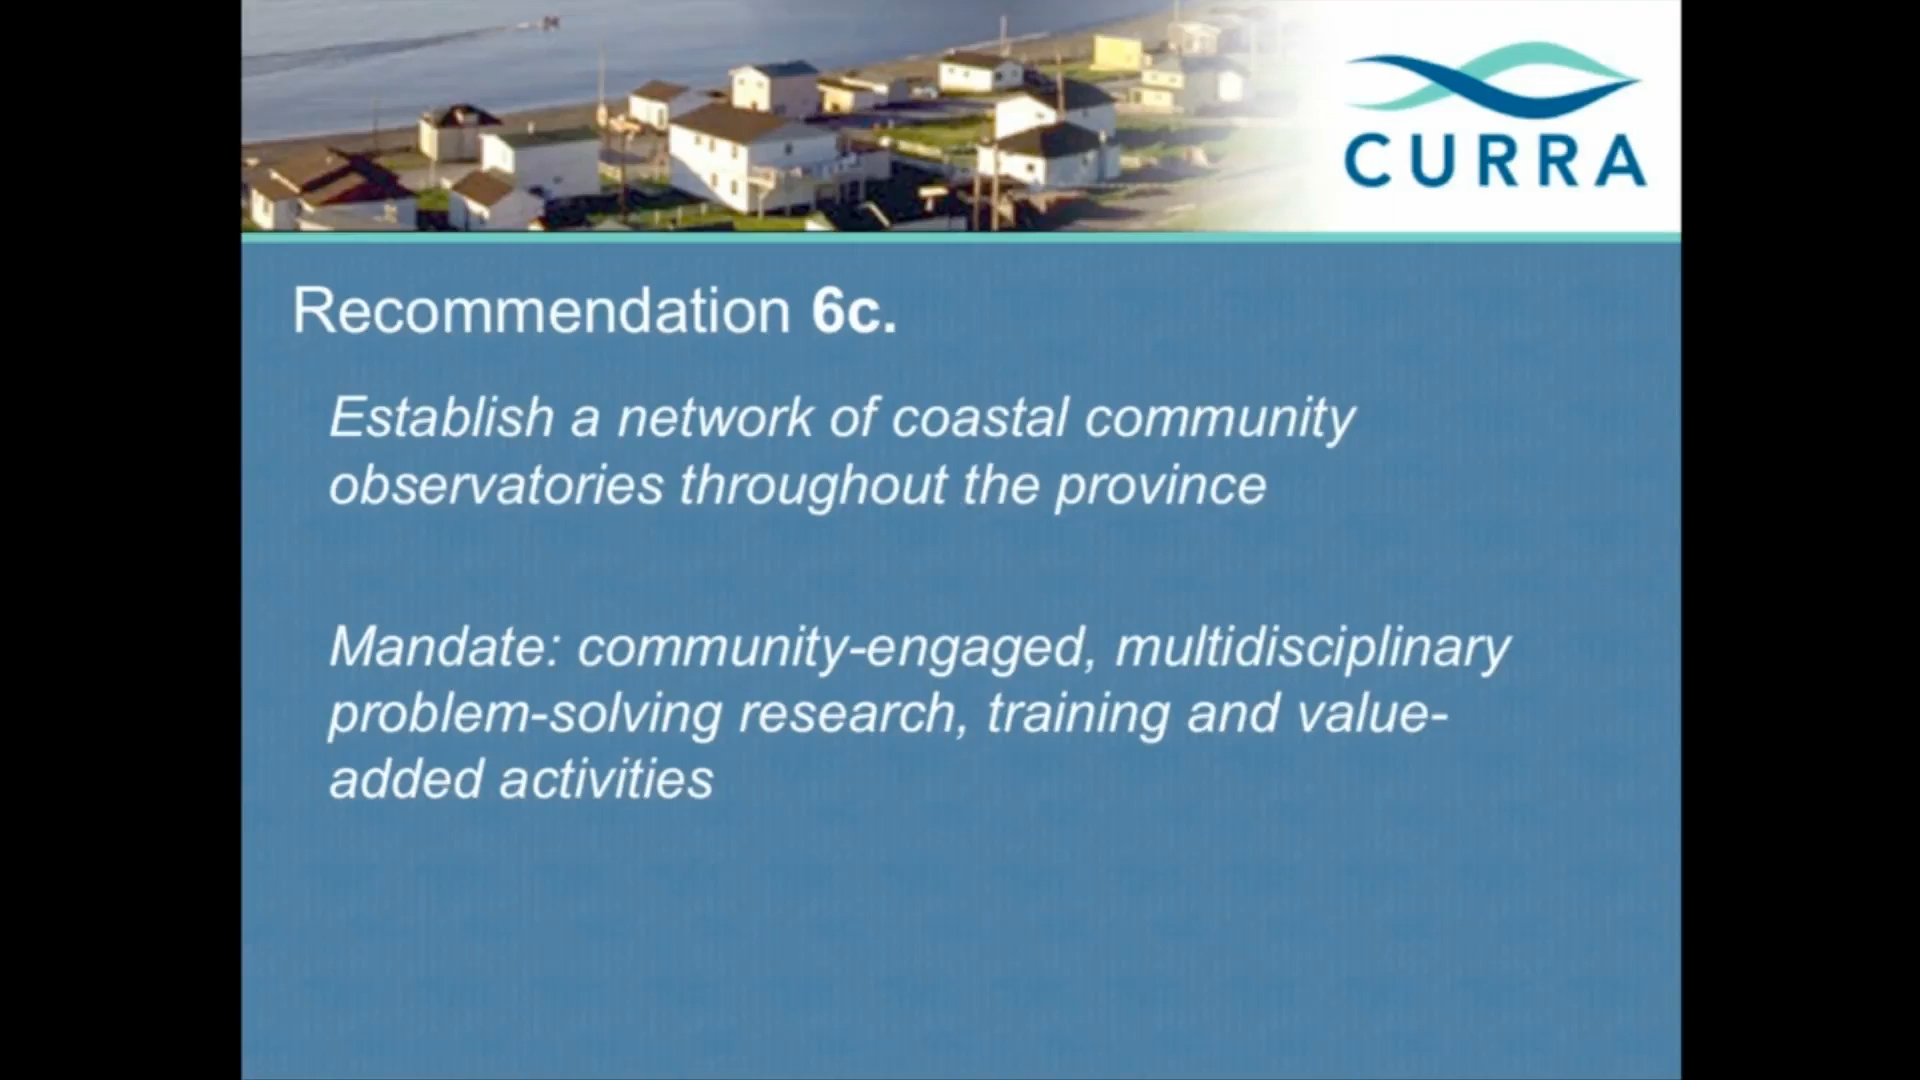 CURRA
Recommendation 6c.
Establish a network of coastal community
observatories throughout the province
Mandate: community-engaged, multidisciplinary
problem-solving research, training and value-
added activities